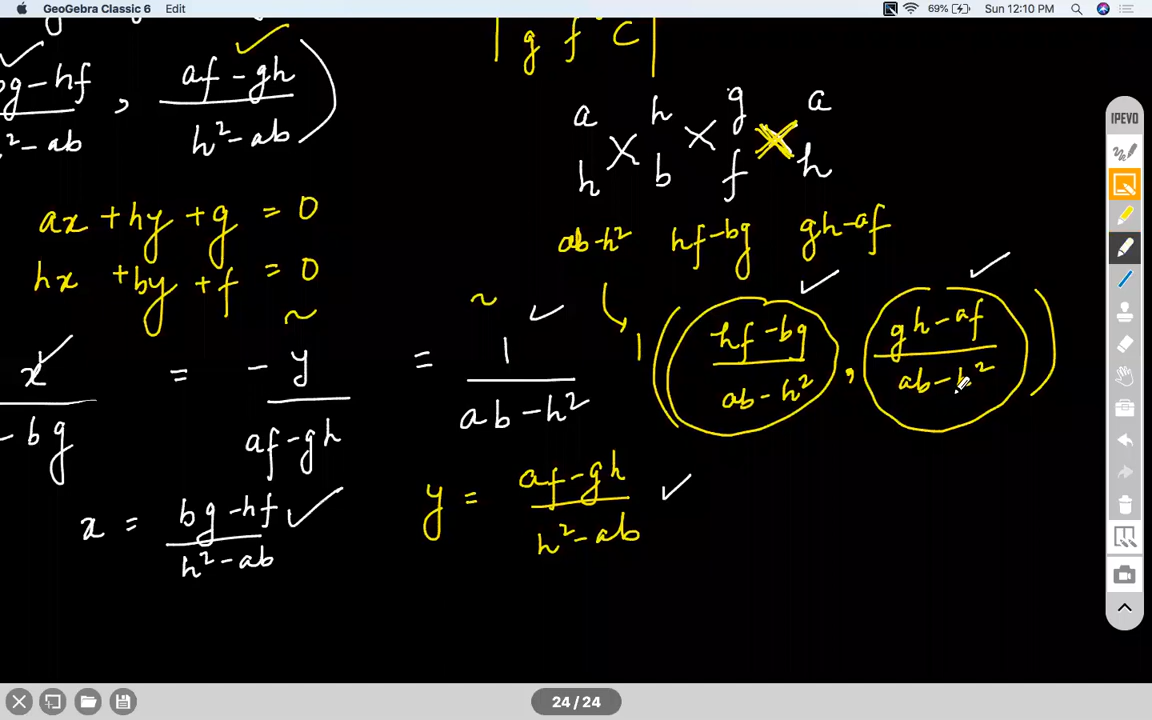 GeoGebra Classic 6 Edit 69% Sun 12:10 PM
g f C
bg - hf / h² - ab , af - gh / h² - ab )
a h g a
h b f h
IPEVO
ax + hy + g = 0
hx + by + f = 0
ab - h² hf - bg gh - af
1 ( hf - bg / ab - h² , gh - af / ab - h² )
x / - bg = - y / af - gh = 1 / ab - h²
x = bg - hf / h² - ab
y = af - gh / h² - ab
24 / 24